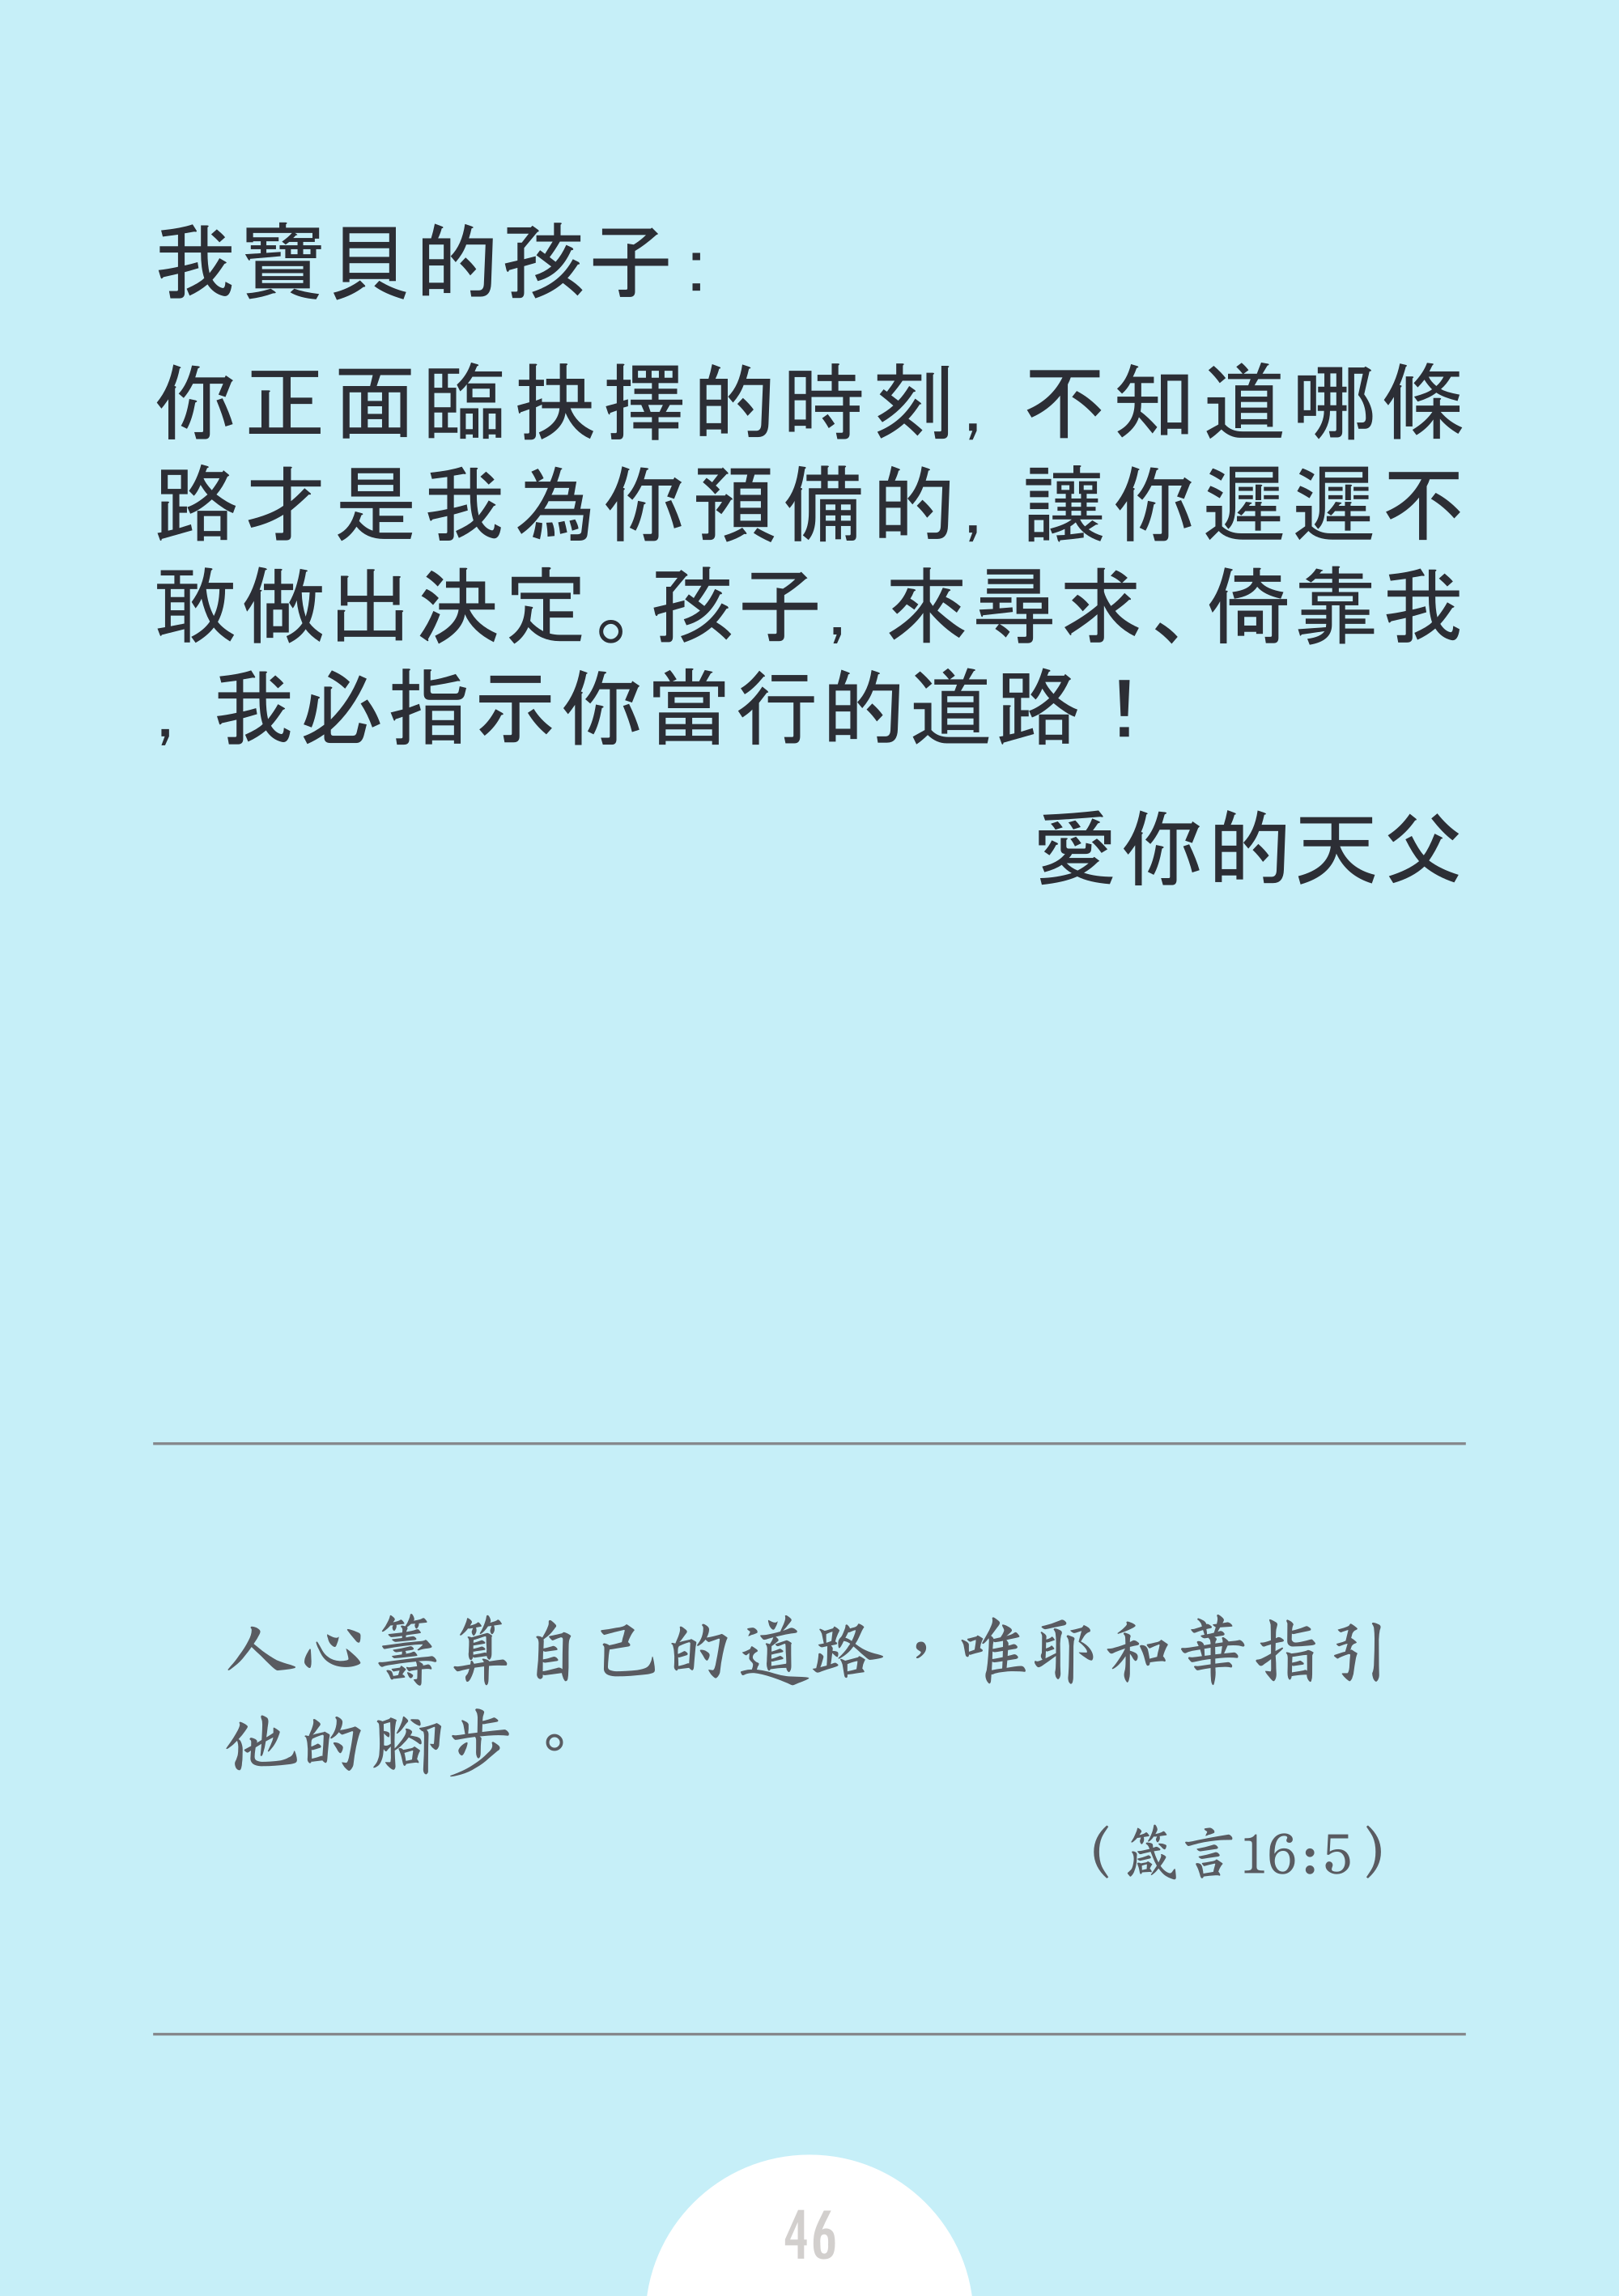 我寶貝的孩子：
你正面臨抉擇的時刻，不知道哪條
路才是我為你預備的，讓你遲遲不
敢做出決定。孩子，來尋求、倚靠我
，我必指示你當行的道路！
愛你的天父
人心籌算自已的道路，惟耶和華指引
他的腳步。
（箴言16:5）
46